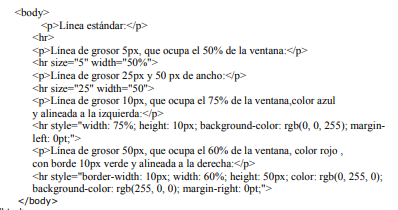 <body>
<p>Línea estándar:</p>
<hr>
<p>Línea de grosor 5px, que ocupa el 50% de la ventana:</p>
<hr size="5" width="50%">
<p>Línea de grosor 25px y 50 px de ancho:</p>
<hr size="25" width="50">
<p>Línea de grosor 10px, que ocupa el 75% de la ventana,color azul
y alineada a la izquierda:</p>
<hr style="width: 75%; height: 10px; background-color: rgb(0, 0, 255); margin-
left: 0pt;">
<p>Línea de grosor 50px, que ocupa el 60% de la ventana, color rojo ,
con borde 10px verde y alineada a la derecha:</p>
<hr style="border-width: 10px; width: 60%; height: 50px; color: rgb(0, 255, 0);
background-color: rgb(255, 0, 0); margin-right: 0pt;">
</body>